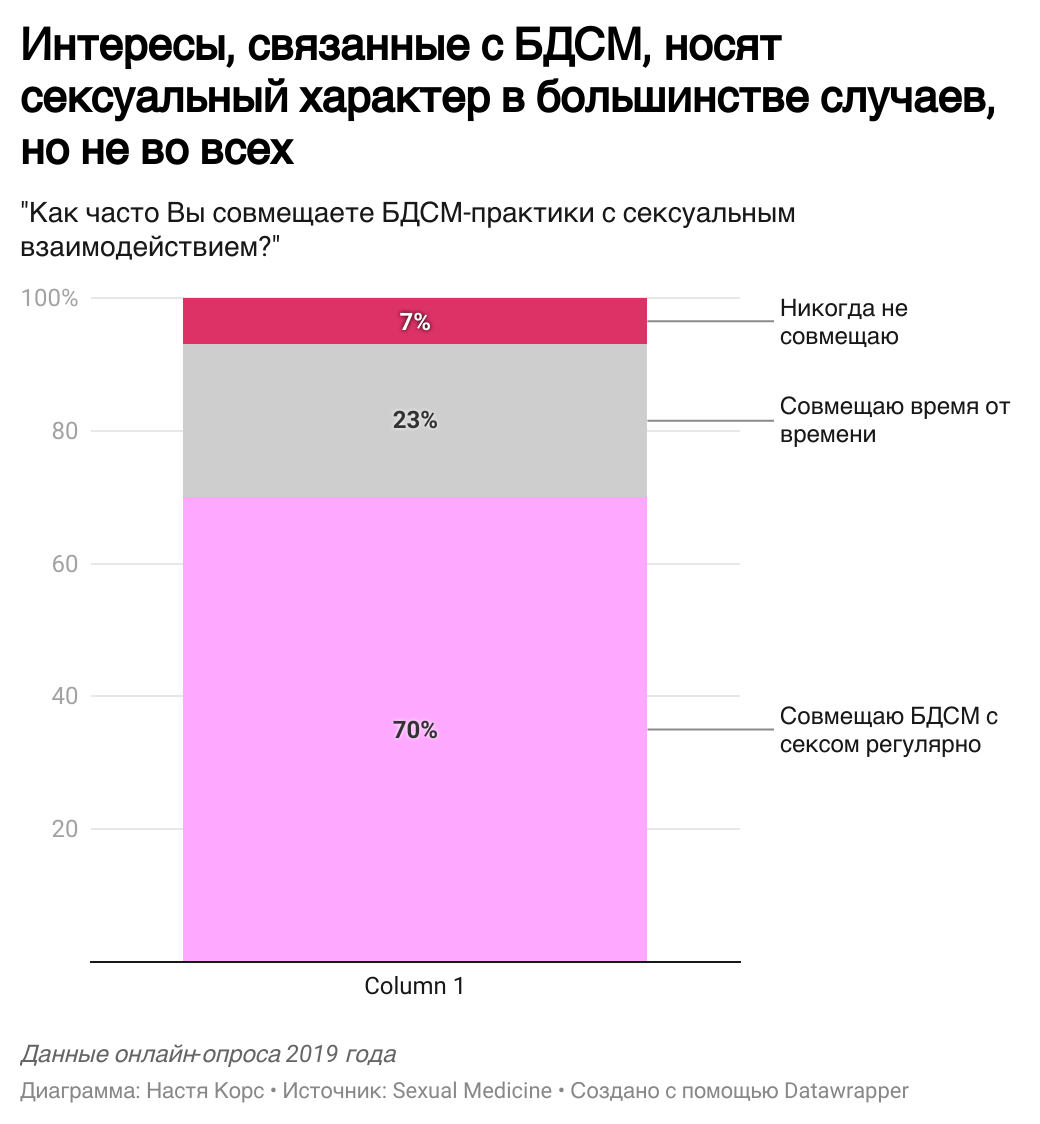 Интересы, связанные с БДСМ, носят
сексуальный характер в большинстве случаев,
но не во всех
"Как часто Вы совмещаете БДСМ-практики с сексуальным
взаимодействием?"
100%
7%
Никогда не
совмещаю
80
23%
Совмещаю время от
времени
60
40
70%
Совмещаю БДСМ с
сексом регулярно
20
Column 1
Данные онлайн-опроса 2019 года
Диаграмма: Настя Корс • Источник: Sexual Medicine • Создано с помощью Datawrapper